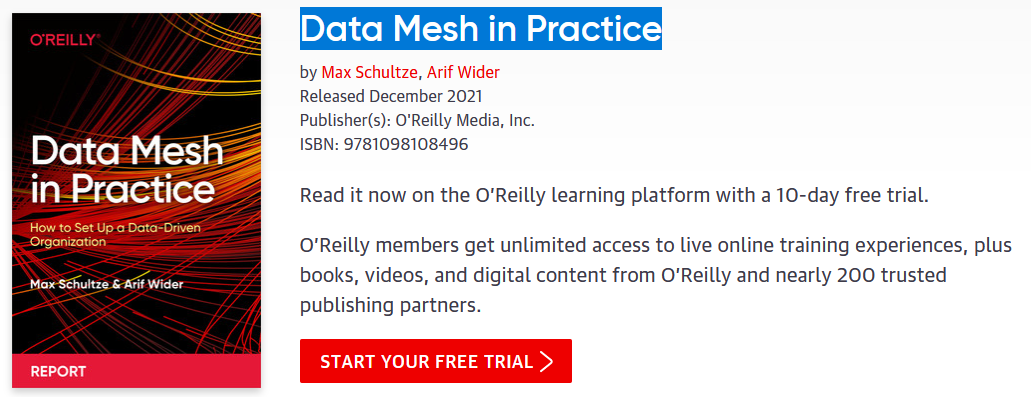 O'REILLY®
Data Mesh
in Practice
How to Set Up a Data-Driven
Organization
Max Schultze & Arif Wider
REPORT
Data Mesh in Practice
by Max Schultze, Arif Wider
Released December 2021
Publisher(s): O'Reilly Media, Inc.
ISBN: 9781098108496
Read it now on the O’Reilly learning platform with a 10-day free trial.
O’Reilly members get unlimited access to live online training experiences, plus
books, videos, and digital content from O’Reilly and nearly 200 trusted
publishing partners.
START YOUR FREE TRIAL